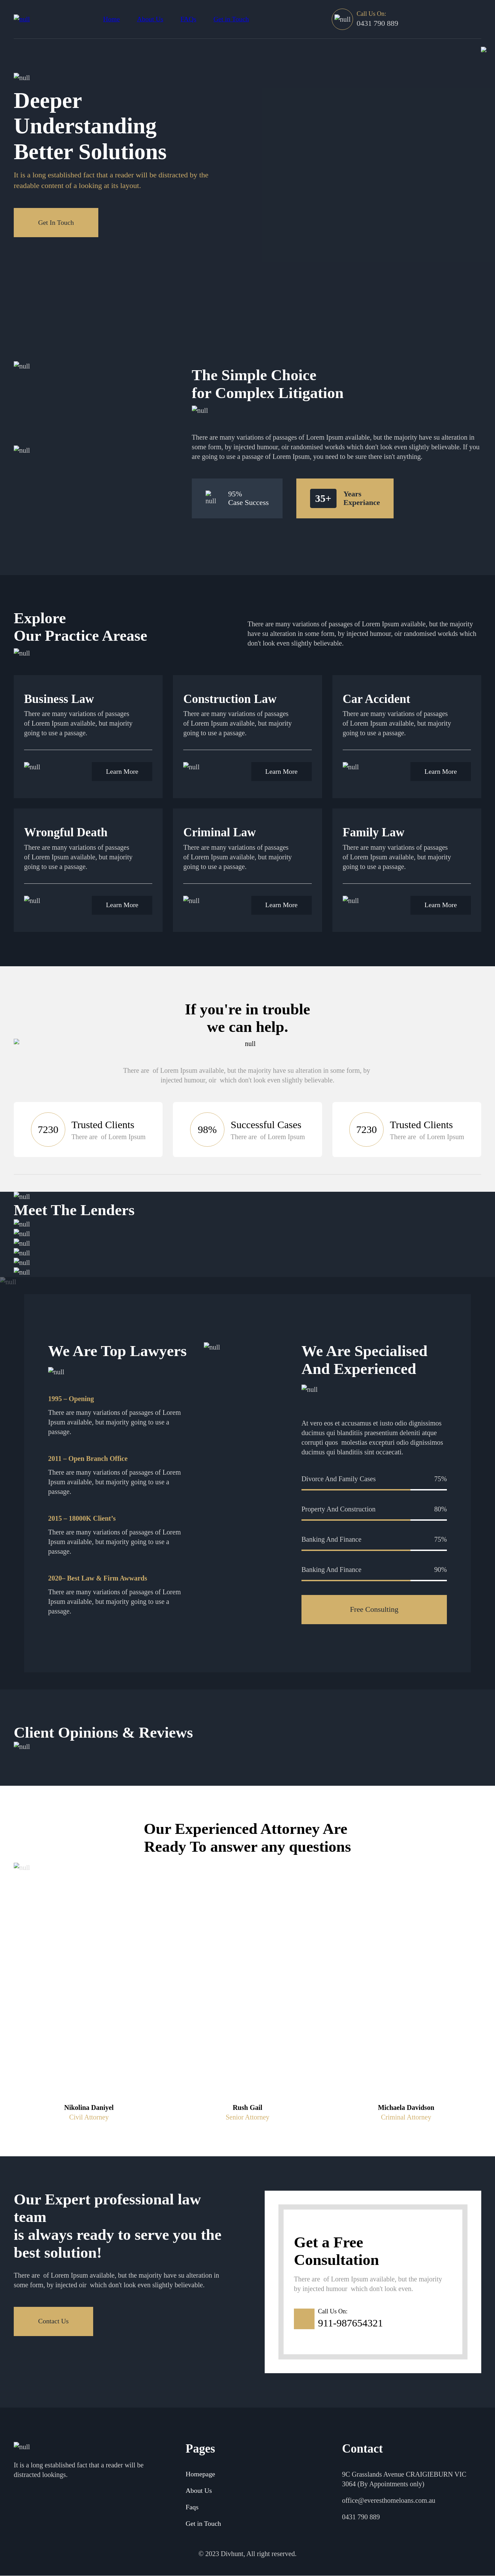 null
Home
About Us
FAQs
Get in Touch
null
Call Us On:
0431 790 889
null
Deeper
Understanding
Better Solutions
It is a long established fact that a reader will be distracted by the
readable content of a looking at its layout.
Get In Touch
null
null
The Simple Choice
for Complex Litigation
null
There are many variations of passages of Lorem Ipsum available, but the majority have su alteration in
some form, by injected humour, oir randomised workds which don't look even slightly believable. If you
are going to use a passage of Lorem Ipsum, you need to be sure there isn't anything.
null
95%
Case Success
35+
Years
Experiance
Explore
Our Practice Arease
null
There are many variations of passages of Lorem Ipsum available, but the majority
have su alteration in some form, by injected humour, oir randomised workds which
don't look even slightly believable.
Business Law
There are many variations of passages
of Lorem Ipsum available, but majority
going to use a passage.
null
Learn More
Construction Law
There are many variations of passages
of Lorem Ipsum available, but majority
going to use a passage.
null
Learn More
Car Accident
There are many variations of passages
of Lorem Ipsum available, but majority
going to use a passage.
null
Learn More
Wrongful Death
There are many variations of passages
of Lorem Ipsum available, but majority
going to use a passage.
null
Learn More
Criminal Law
There are many variations of passages
of Lorem Ipsum available, but majority
going to use a passage.
null
Learn More
Family Law
There are many variations of passages
of Lorem Ipsum available, but majority
going to use a passage.
null
Learn More
If you're in trouble
we can help.
null
There are  of Lorem Ipsum available, but the majority have su alteration in some form, by
injected humour, oir  which don't look even slightly believable.
7230
Trusted Clients
There are  of Lorem Ipsum
98%
Successful Cases
There are  of Lorem Ipsum
7230
Trusted Clients
There are  of Lorem Ipsum
null
Meet The Lenders
null
null
null
null
null
null
null
We Are Top Lawyers
null
1995 – Opening
There are many variations of passages of Lorem
Ipsum available, but majority going to use a
passage.
2011 – Open Branch Office
There are many variations of passages of Lorem
Ipsum available, but majority going to use a
passage.
2015 – 18000K Client's
There are many variations of passages of Lorem
Ipsum available, but majority going to use a
passage.
2020– Best Law & Firm Awwards
There are many variations of passages of Lorem
Ipsum available, but majority going to use a
passage.
null
We Are Specialised
And Experienced
null
At vero eos et accusamus et iusto odio dignissimos
ducimus qui blanditiis praesentium deleniti atque
corrupti quos  molestias excepturi odio dignissimos
ducimus qui blanditiis sint occaecati.
Divorce And Family Cases
75%
Property And Construction
80%
Banking And Finance
75%
Banking And Finance
90%
Free Consulting
Client Opinions & Reviews
null
Our Experienced Attorney Are
Ready To answer any questions
null
Nikolina Daniyel
Civil Attorney
Rush Gail
Senior Attorney
Michaela Davidson
Criminal Attorney
Our Expert professional law
team
is always ready to serve you the
best solution!
There are  of Lorem Ipsum available, but the majority have su alteration in
some form, by injected oir  which don't look even slightly believable.
Contact Us
Get a Free
Consultation
There are  of Lorem Ipsum available, but the majority
by injected humour  which don't look even.
Call Us On:
911-987654321
null
It is a long established fact that a reader will be
distracted lookings.
Pages
Homepage
About Us
Faqs
Get in Touch
Contact
9C Grasslands Avenue CRAIGIEBURN VIC
3064 (By Appointments only)
office@everesthomeloans.com.au
0431 790 889
© 2023 Divhunt, All right reserved.